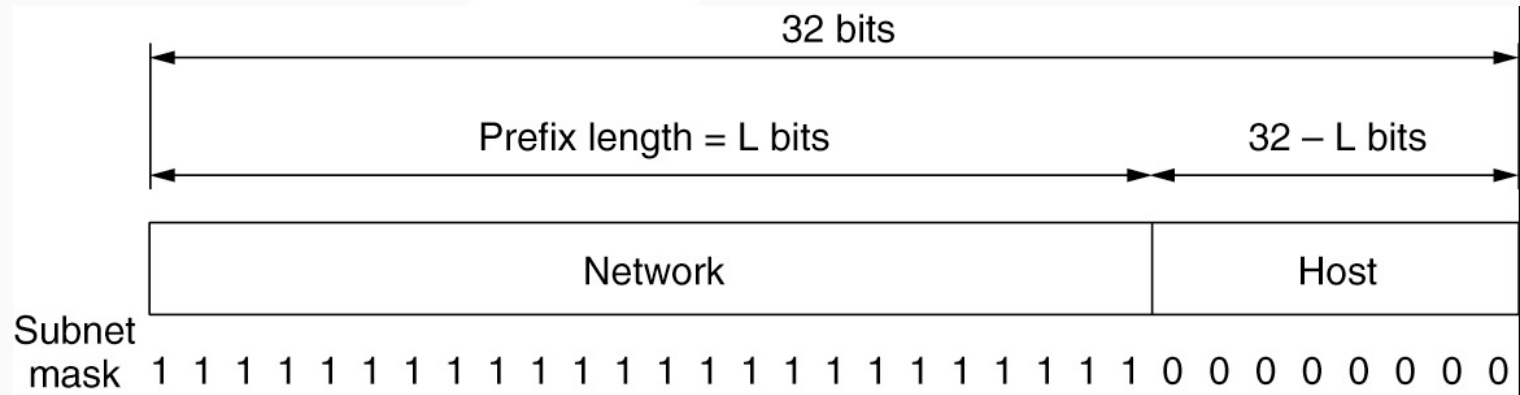 32 bits
Prefix length = L bits 32 – L bits
Network Host
Subnet
mask 1 1 1 1 1 1 1 1 1 1 1 1 1 1 1 1 1 1 1 1 1 1 1 1 0 0 0 0 0 0 0 0